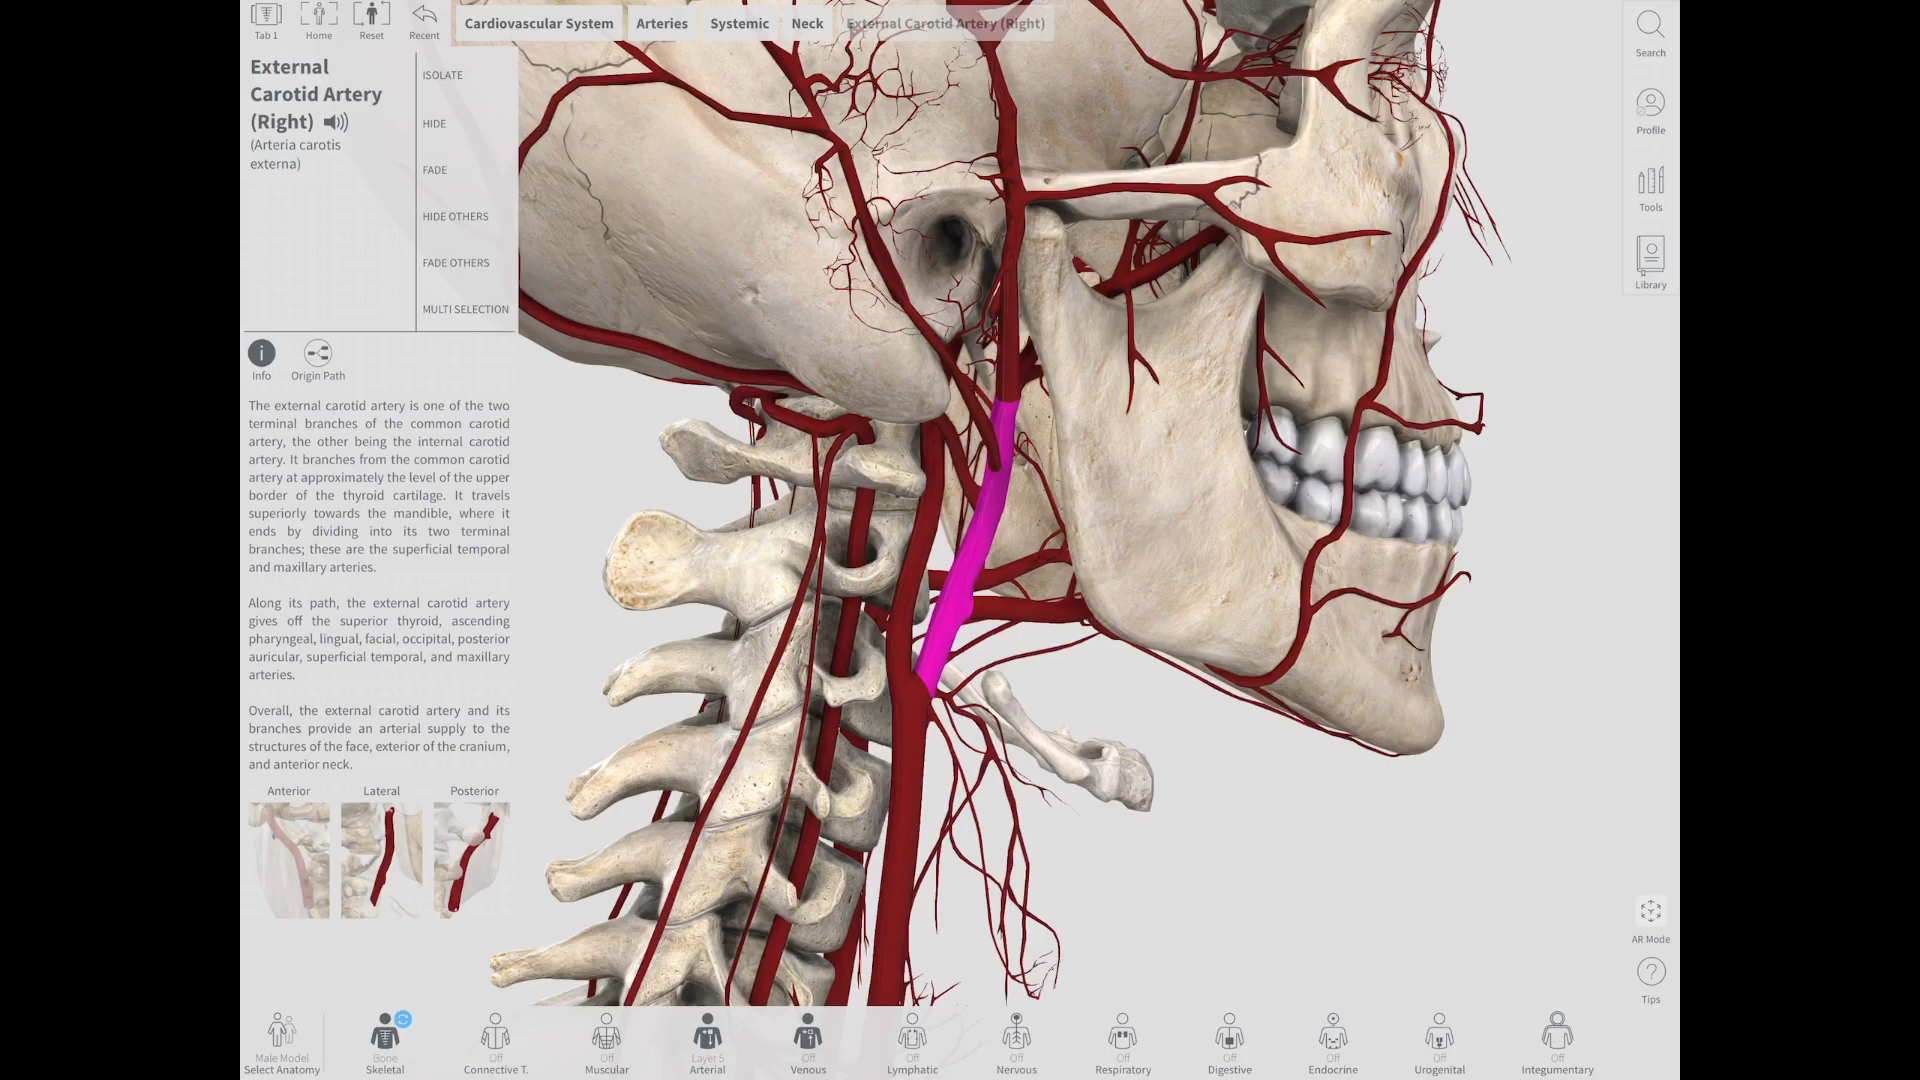 Tab 1
Home
Reset
Recent
Cardiovascular System
Arteries
Systemic
Neck
External Carotid Artery (Right)
External
Carotid Artery
(Right)
(Arteria carotis
externa)
ISOLATE
HIDE
FADE
HIDE OTHERS
FADE OTHERS
MULTI SELECTION
Info
Origin Path
The external carotid artery is one of the two
terminal branches of the common carotid
artery, the other being the internal carotid
artery. It branches from the common carotid
artery at approximately the level of the upper
border of the thyroid cartilage. It travels
superiorly towards the mandible, where it
ends by dividing into its two terminal
branches; these are the superficial temporal
and maxillary arteries.
Along its path, the external carotid artery
gives off the superior thyroid, ascending
pharyngeal, lingual, facial, occipital, posterior
auricular, superficial temporal, and maxillary
arteries.
Overall, the external carotid artery and its
branches provide an arterial supply to the
structures of the face, exterior of the cranium,
and anterior neck.
Anterior
Lateral
Posterior
Search
Profile
Tools
Library
AR Mode
Tips
Male Model
Select Anatomy
Bone
Skeletal
Off
Connective T.
Off
Muscular
Layer 5
Arterial
Off
Venous
Off
Lymphatic
Off
Nervous
Off
Respiratory
Off
Digestive
Off
Endocrine
Off
Urogenital
Off
Integumentary